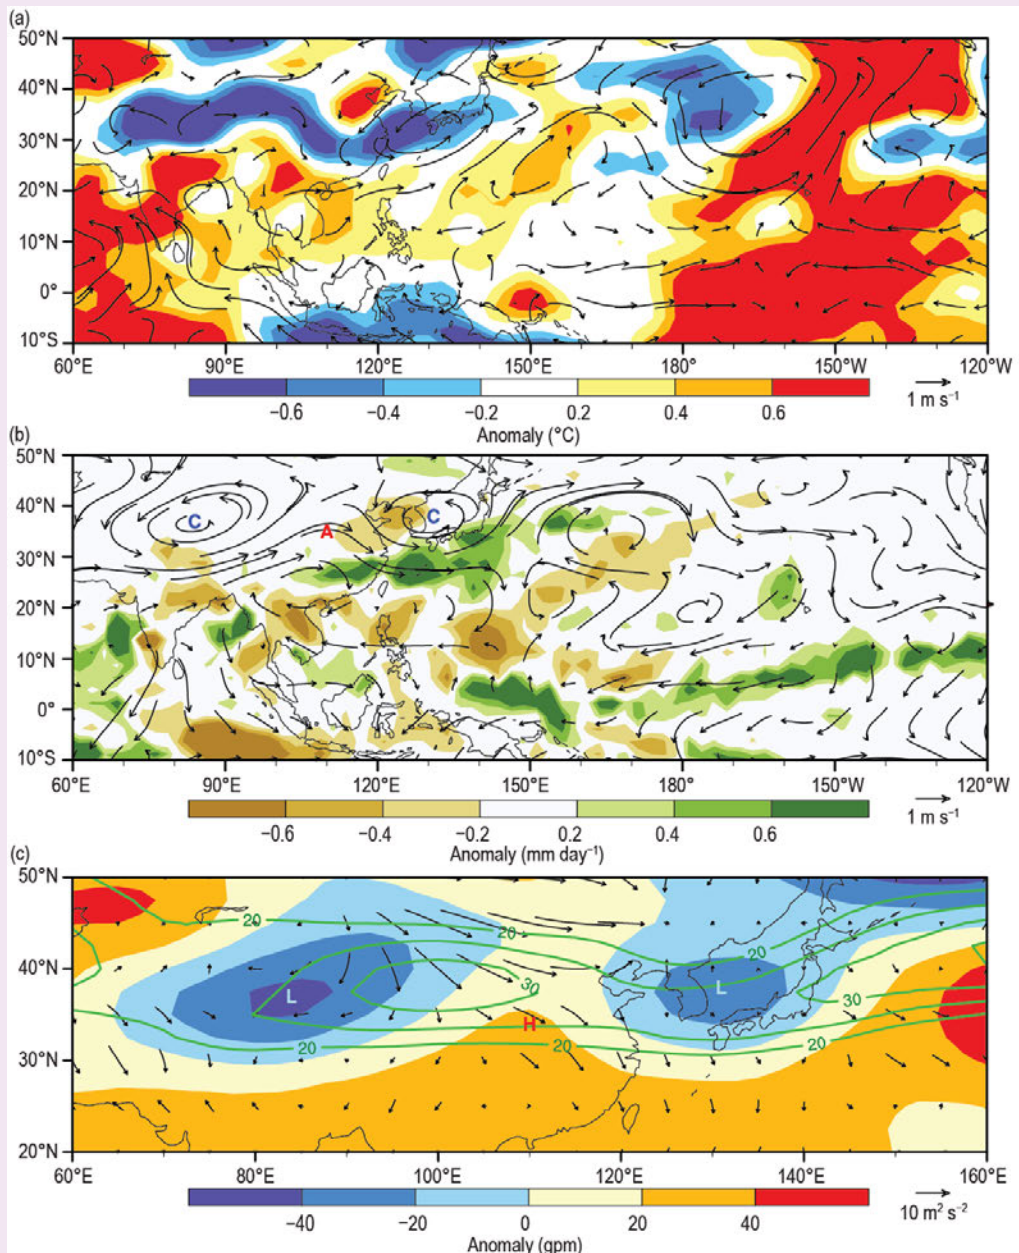 (a)
50°N
40°N
30°N
20°N
10°N
0°
10°S
60°E 90°E 120°E 150°E 180° 150°W 120°W
−0.6 −0.4 −0.2 0.2 0.4 0.6
1 m s⁻¹
Anomaly (°C)
(b)
50°N
40°N
C A C
30°N
20°N
10°N
0°
10°S
60°E 90°E 120°E 150°E 180° 150°W 120°W
−0.6 −0.4 −0.2 0.2 0.4 0.6
1 m s⁻¹
Anomaly (mm day⁻¹)
(c)
50°N
20 20 20
40°N
L 30 L 30
H
30°N
20 20 20
20°N
60°E 80°E 100°E 120°E 140°E 160°E
−40 −20 0 20 40
10 m² s⁻²
Anomaly (gpm)